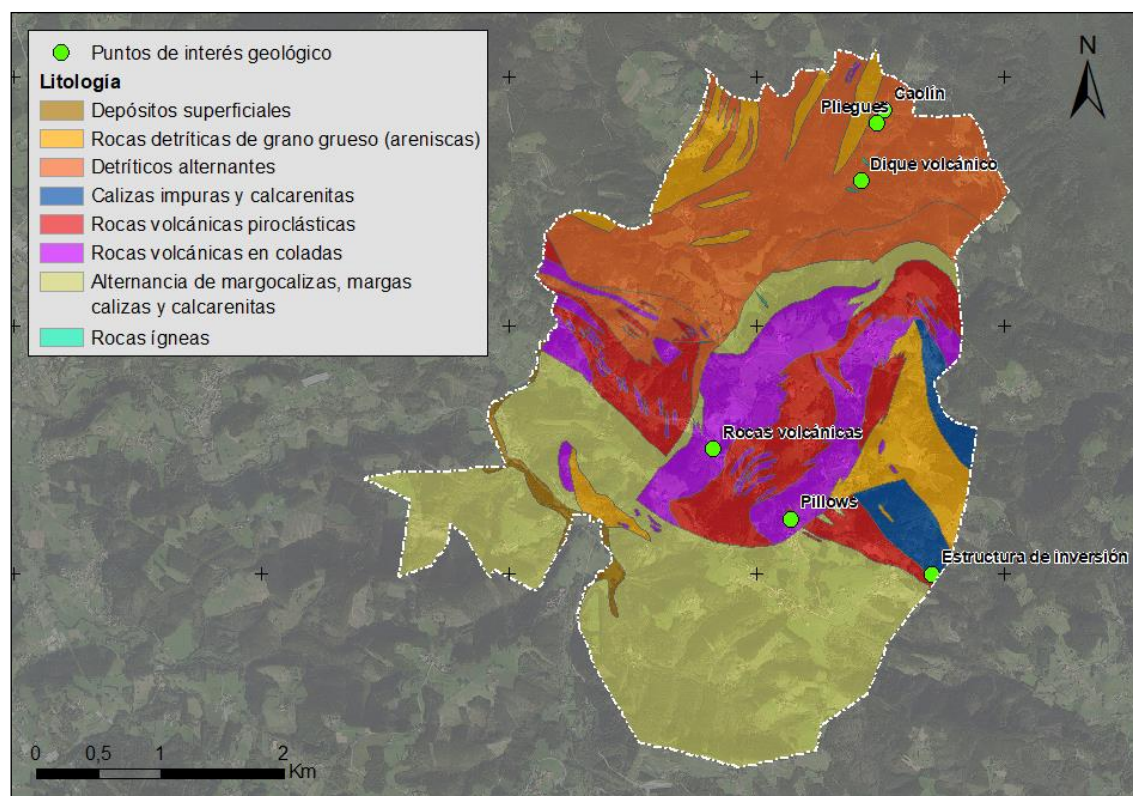 Puntos de interés geológico
Litología
Depósitos superficiales
Rocas detríticas de grano grueso (areniscas)
Detríticos alternantes
Calizas impuras y calcarenitas
Rocas volcánicas piroclásticas
Rocas volcánicas en coladas
Alternancia de margocalizas, margas
calizas y calcarenitas
Rocas ígneas
N
Caolín
Pliegues
Dique volcánico
Rocas volcánicas
Pillows
Estructura de inversión
0 0,5 1 2
Km